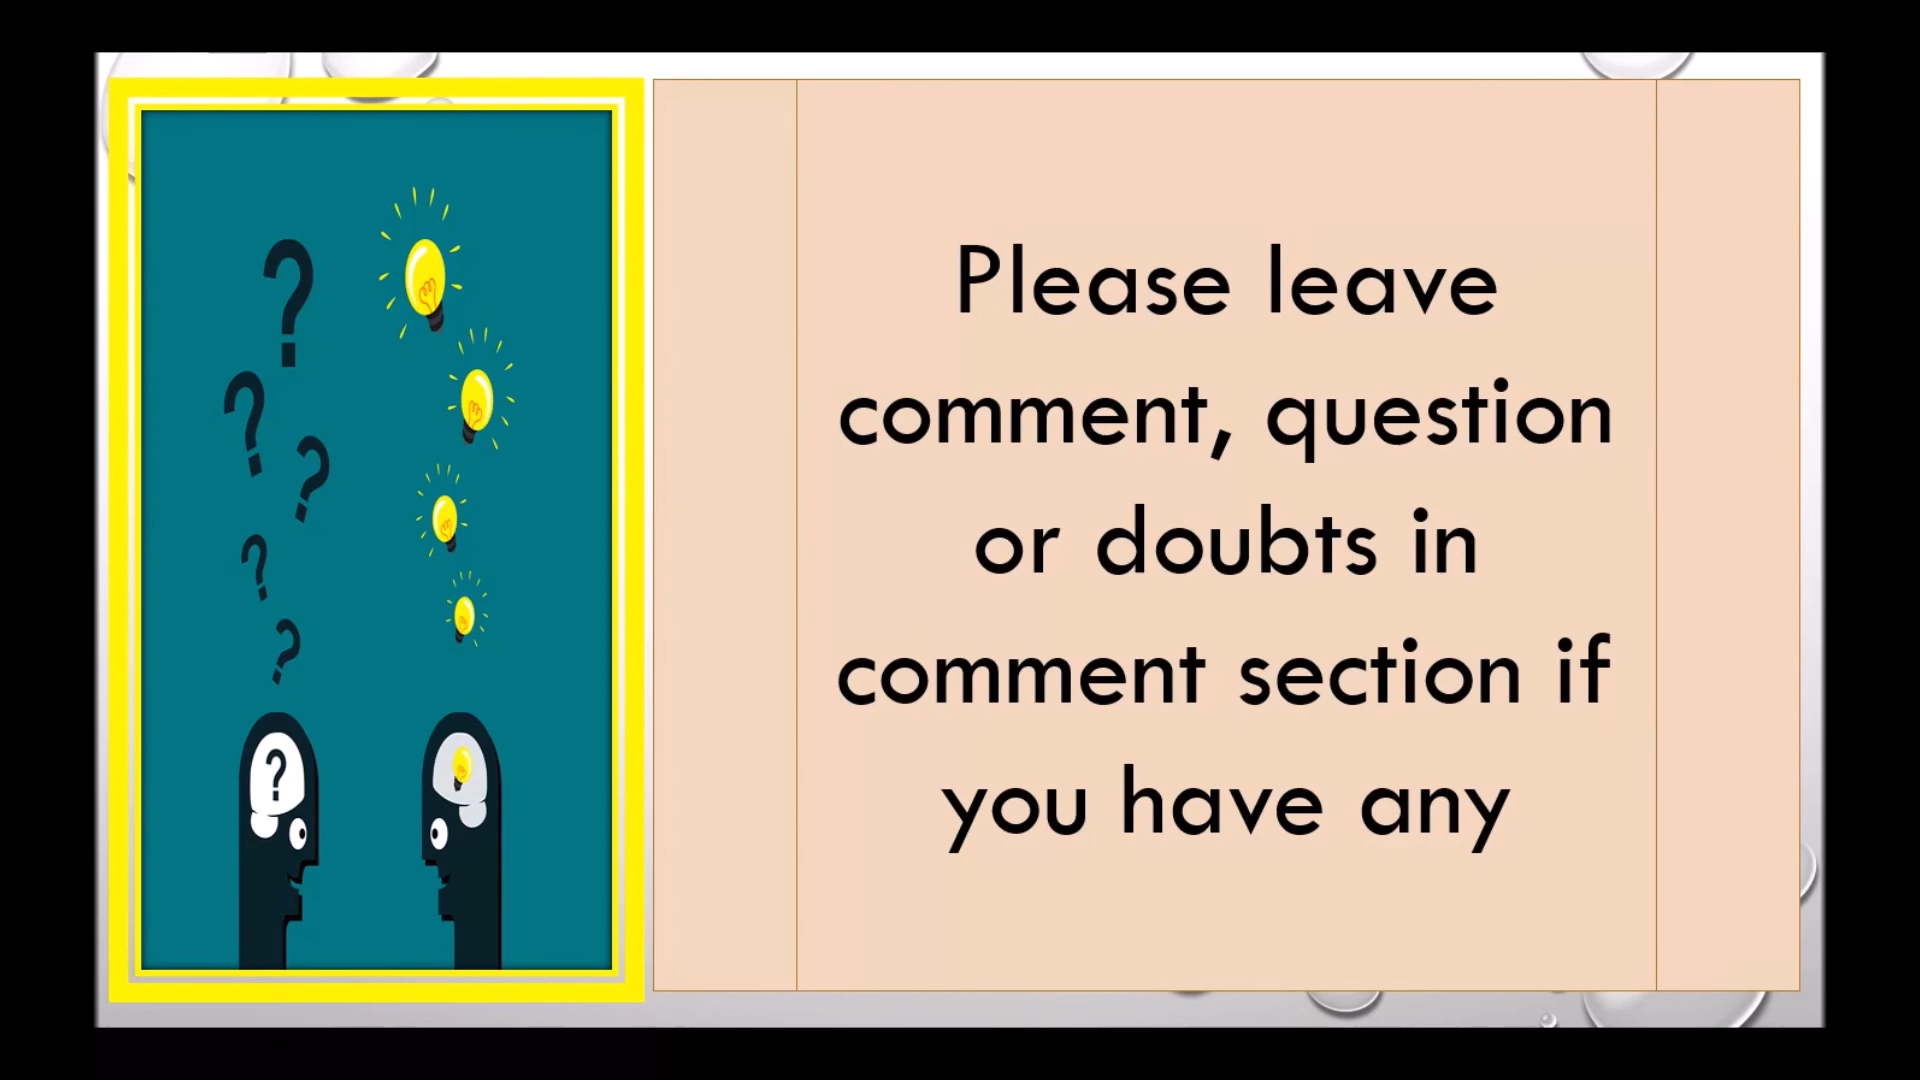 Please leave
comment, question
or doubts in
comment section if
you have any